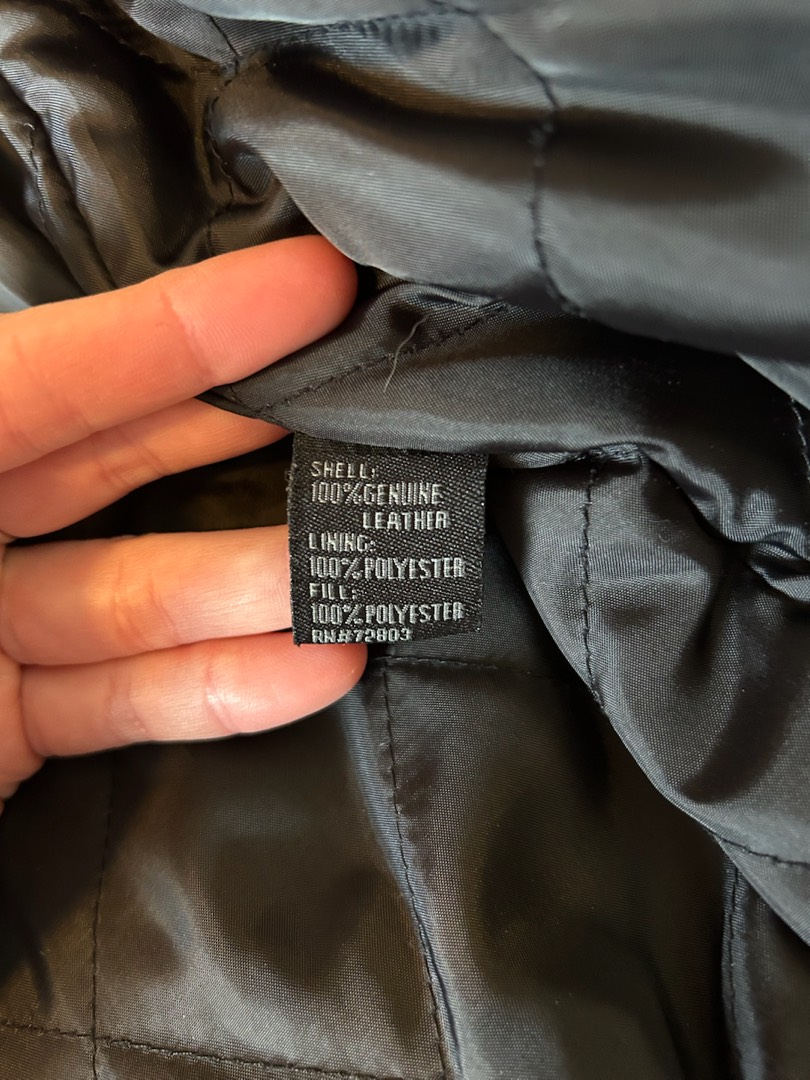 SHELL:
100%GENUINE
LEATHER
LINING:
100%POLYESTER
FILL:
100%POLYESTER
RN#72803